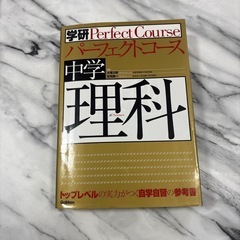 学研 Perfect Course
パーフェクトコース
中学
理科
トップレベルの実力がつく自学自習の参考書
Gakken